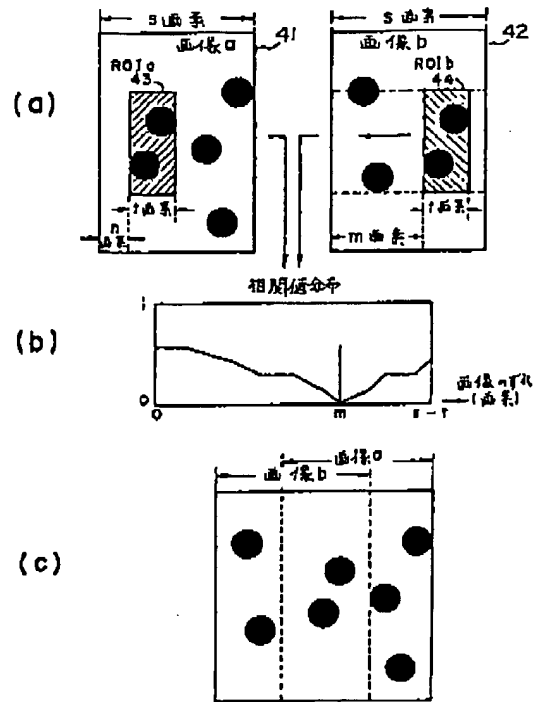 (a)
s画素
画像a
41
ROIa
43
t画素
n
画素
s画素
画像b
42
ROIb
44
t画素
m画素
相関値分布
(b)
1
0
0
m
s-t
画像のずれ
(画素)
(c)
画像a
画像b